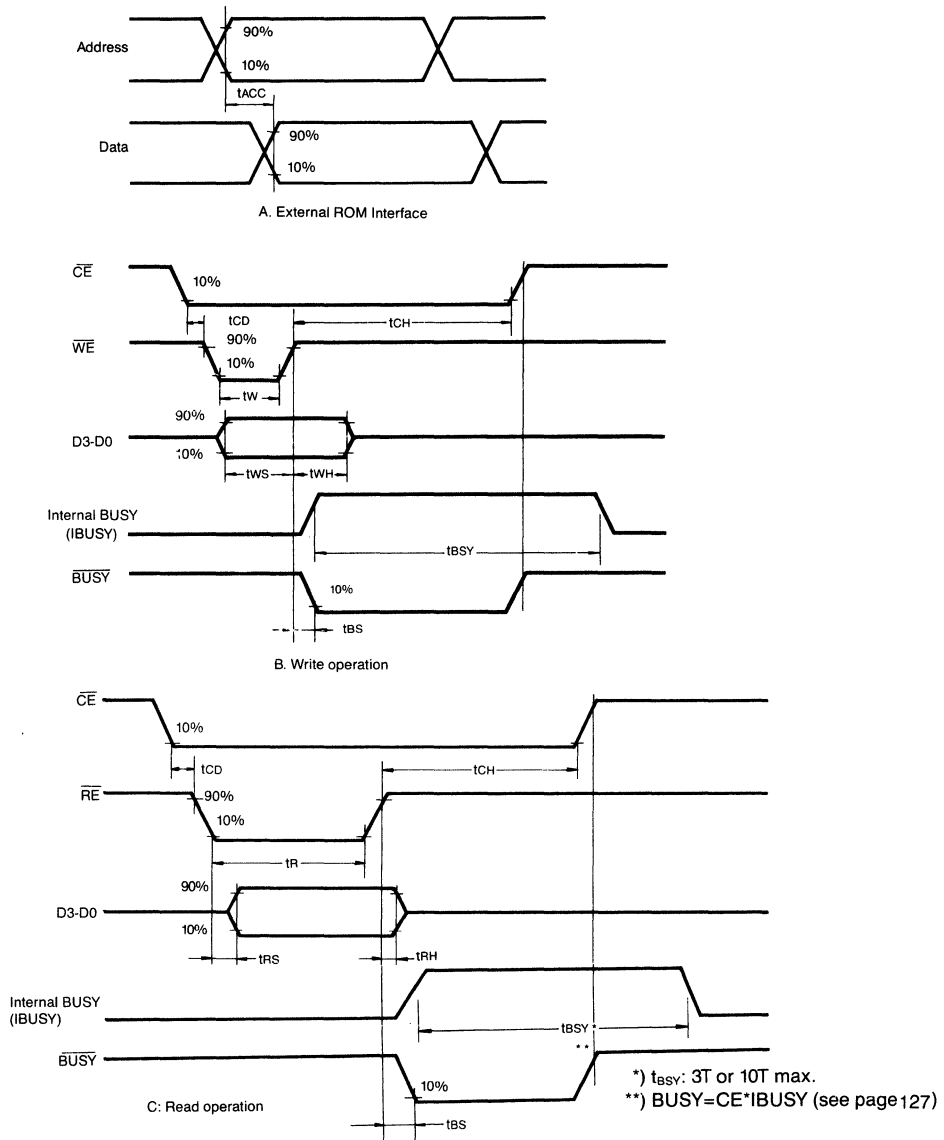 Address
90%
10%
tACC
Data
90%
10%
A. External ROM Interface
CE
10%
tCD
tCH
WE
90%
10%
tW
D3-D0
90%
10%
tWS
tWH
Internal BUSY
(IBUSY)
tBSY
BUSY
10%
tBS
B. Write operation
CE
10%
tCD
tCH
RE
90%
10%
tR
90%
D3-D0
10%
tRS
tRH
Internal BUSY
(IBUSY)
tBSY *
BUSY
**
10%
*) tBSY: 3T or 10T max.
**) BUSY=CE*IBUSY (see page 127)
C: Read operation
tBS